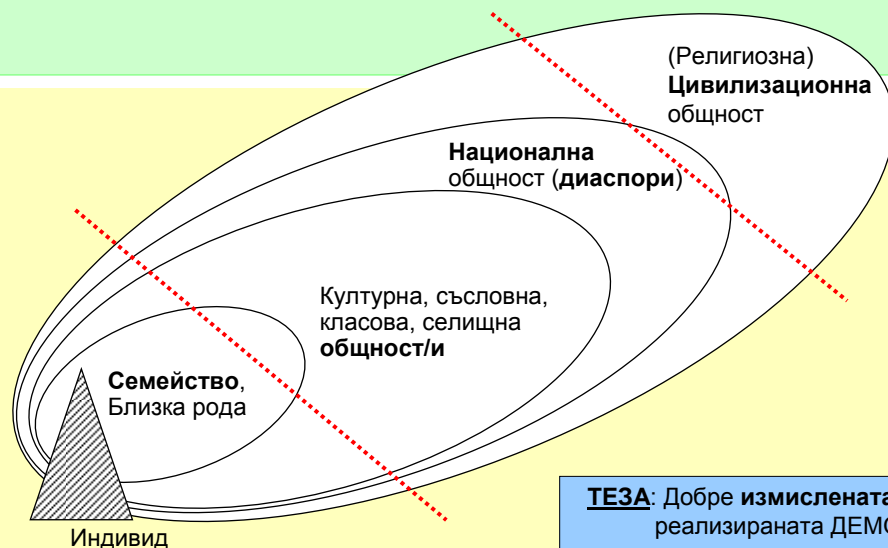 (Религиозна)
Цивилизационна
общност
Национална
общност (диаспори)
Културна, съсловна,
класова, селищна
общност/и
Семейство,
Близка рода
Индивид
ТЕЗА: Добре измислената
реализираната